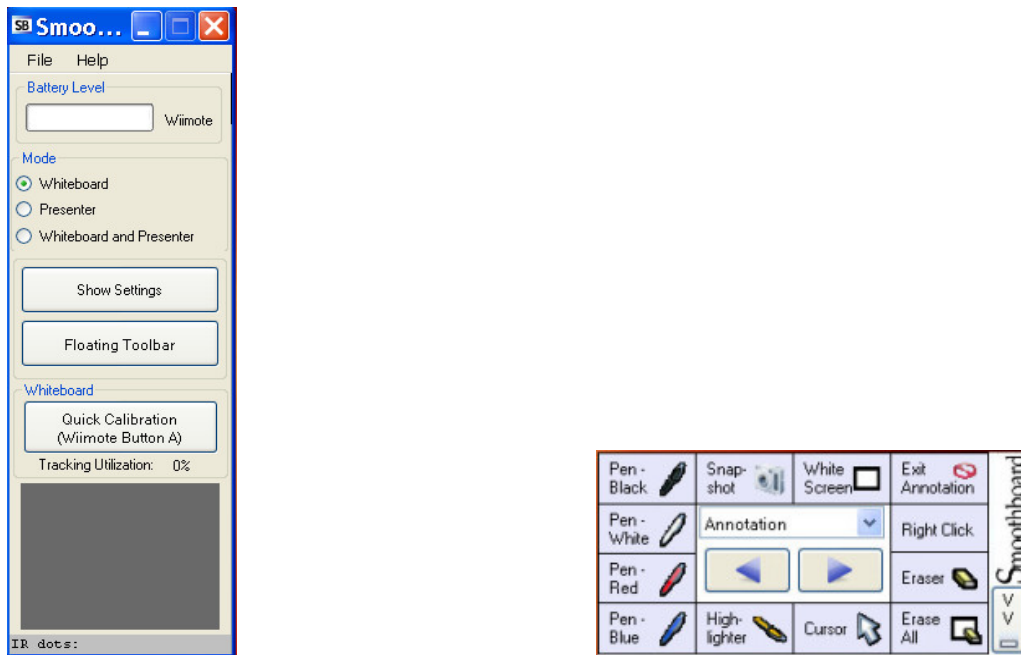 SB Smoo...
File Help
Battery Level
Wiimote
Mode
Whiteboard
Presenter
Whiteboard and Presenter
Show Settings
Floating Toolbar
Whiteboard
Quick Calibration
(Wiimote Button A)
Tracking Utilization: 0%
IR dots:
Pen -
Black
Snap-
shot
White
Screen
Exit
Annotation
Pen -
White
Annotation
Right Click
Pen -
Red
Eraser
Pen -
Blue
High-
lighter
Cursor
Erase
All
Smoothboard
>>